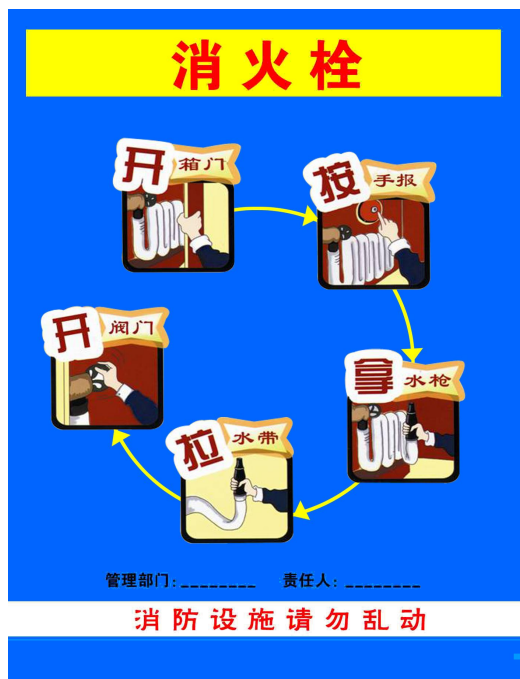 消火栓
开箱门
按手报
拿水枪
拉水带
开阀门
管理部门:________ 责任人:________
消防设施请勿乱动